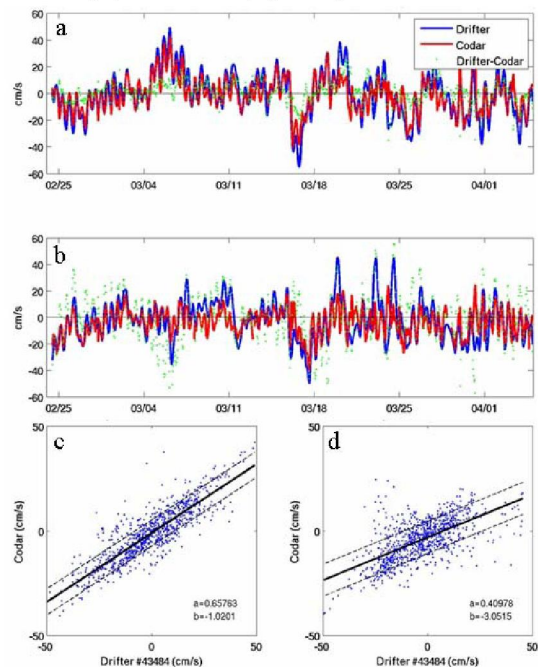 a
60
40
20
0
-20
-40
-60
cm/s
Drifter
Codar
Drifter-Codar
02/25 03/04 03/11 03/18 03/25 04/01
b
60
40
20
0
-20
-40
-60
cm/s
02/25 03/04 03/11 03/18 03/25 04/01
c
50
0
-50
Codar (cm/s)
a=0.65763
b=-1.0201
-50 0 50
Drifter #43484 (cm/s)
d
50
0
-50
Codar (cm/s)
a=0.40978
b=-3.0515
-50 0 50
Drifter #43484 (cm/s)